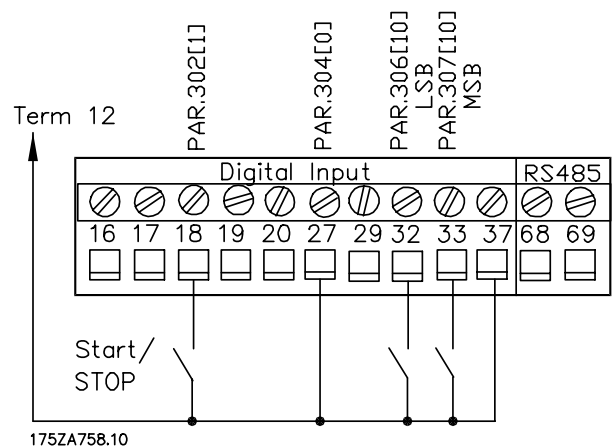 PAR.302[1]
PAR.304[0]
PAR.306[10]
LSB
PAR.307[10]
MSB
Term 12
Digital Input
RS485
16 17 18 19 20 27 29 32 33 37 68 69
Start/
STOP
175ZA758.10